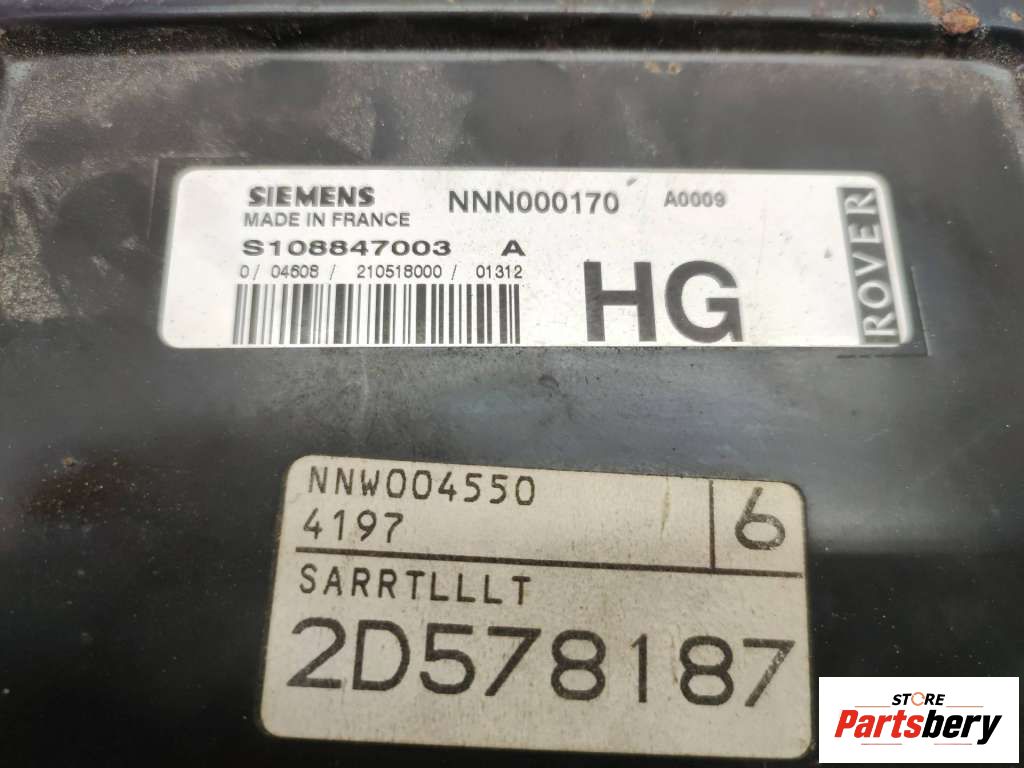 SIEMENS NNN000170 A0009
MADE IN FRANCE
S108847003 A
0/ 04608/ 210518000/ 01312
HG
ROVER
NNW004550
4197
6
SARRTLLLT
2D578187
STORE
Partsbery